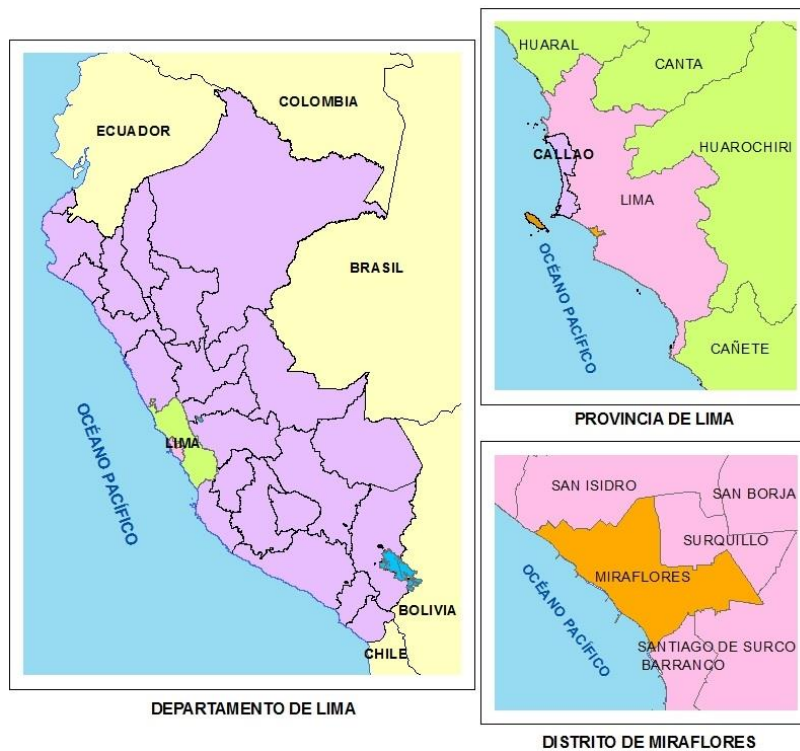 COLOMBIA
ECUADOR
BRASIL
OCÉANO PACÍFICO
LIMA
BOLIVIA
CHILE
DEPARTAMENTO DE LIMA
HUARAL
CANTA
HUAROCHIRI
CALLAO
LIMA
OCÉANO PACÍFICO
CAÑETE
PROVINCIA DE LIMA
SAN ISIDRO
SAN BORJA
SURQUILLO
MIRAFLORES
OCÉANO PACÍFICO
SANTIAGO DE SURCO
BARRANCO
DISTRITO DE MIRAFLORES